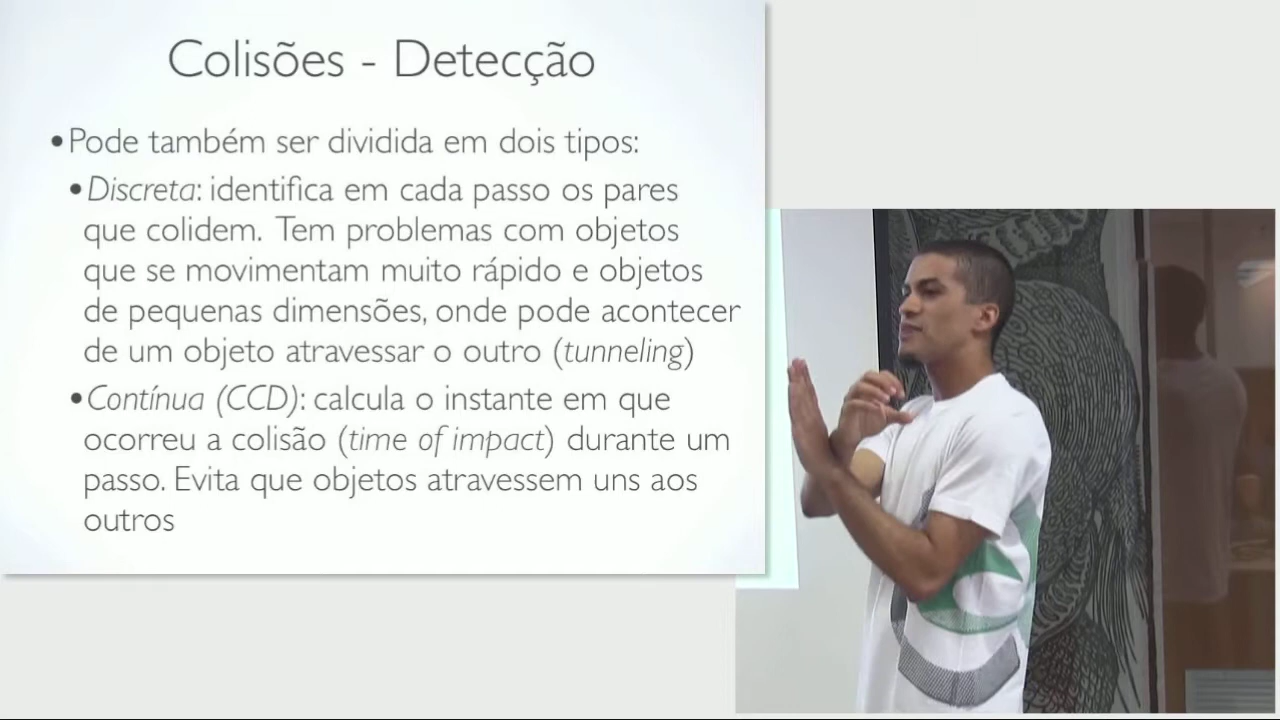 Colisões - Detecção
•Pode também ser dividida em dois tipos:
•Discreta: identifica em cada passo os pares
que colidem. Tem problemas com objetos
que se movimentam muito rápido e objetos
de pequenas dimensões, onde pode acontecer
de um objeto atravessar o outro (tunneling)
•Contínua (CCD): calcula o instante em que
ocorreu a colisão (time of impact) durante um
passo. Evita que objetos atravessem uns aos
outros